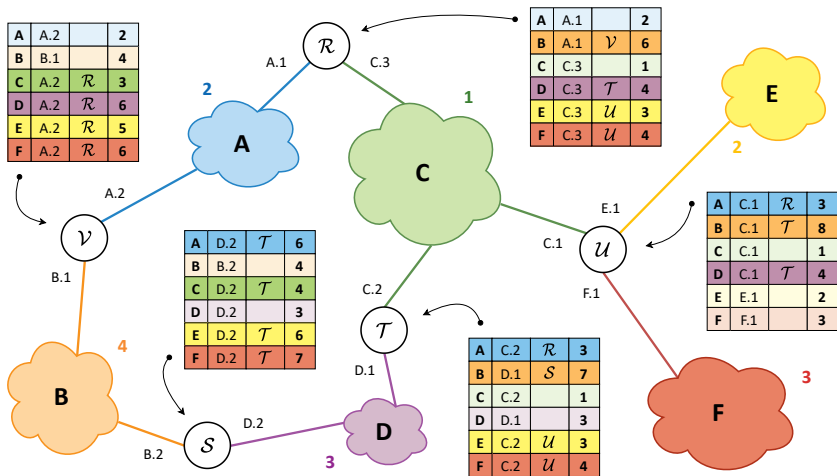 A A.2 2
B B.1 4
C A.2 ℛ 3
D A.2 ℛ 6
E A.2 ℛ 5
F A.2 ℛ 6
A A.1 2
B A.1 𝒱 6
C C.3 1
D C.3 𝒯 4
E C.3 𝒰 3
F C.3 𝒰 4
ℛ
A.1
C.3
2
A
1
C
E
2
A.2
𝒱
B.1
E.1
C.1
𝒰
F.1
A C.1 ℛ 3
B C.1 𝒯 8
C C.1 1
D C.1 𝒯 4
E E.1 2
F F.1 3
A D.2 𝒯 6
B B.2 4
C D.2 𝒯 4
D D.2 3
E D.2 𝒯 6
F D.2 𝒯 7
C.2
𝒯
D.1
4
B
B.2
𝒮
D.2
3
D
A C.2 ℛ 3
B D.1 𝒮 7
C C.2 1
D D.1 3
E C.2 𝒰 3
F C.2 𝒰 4
3
F